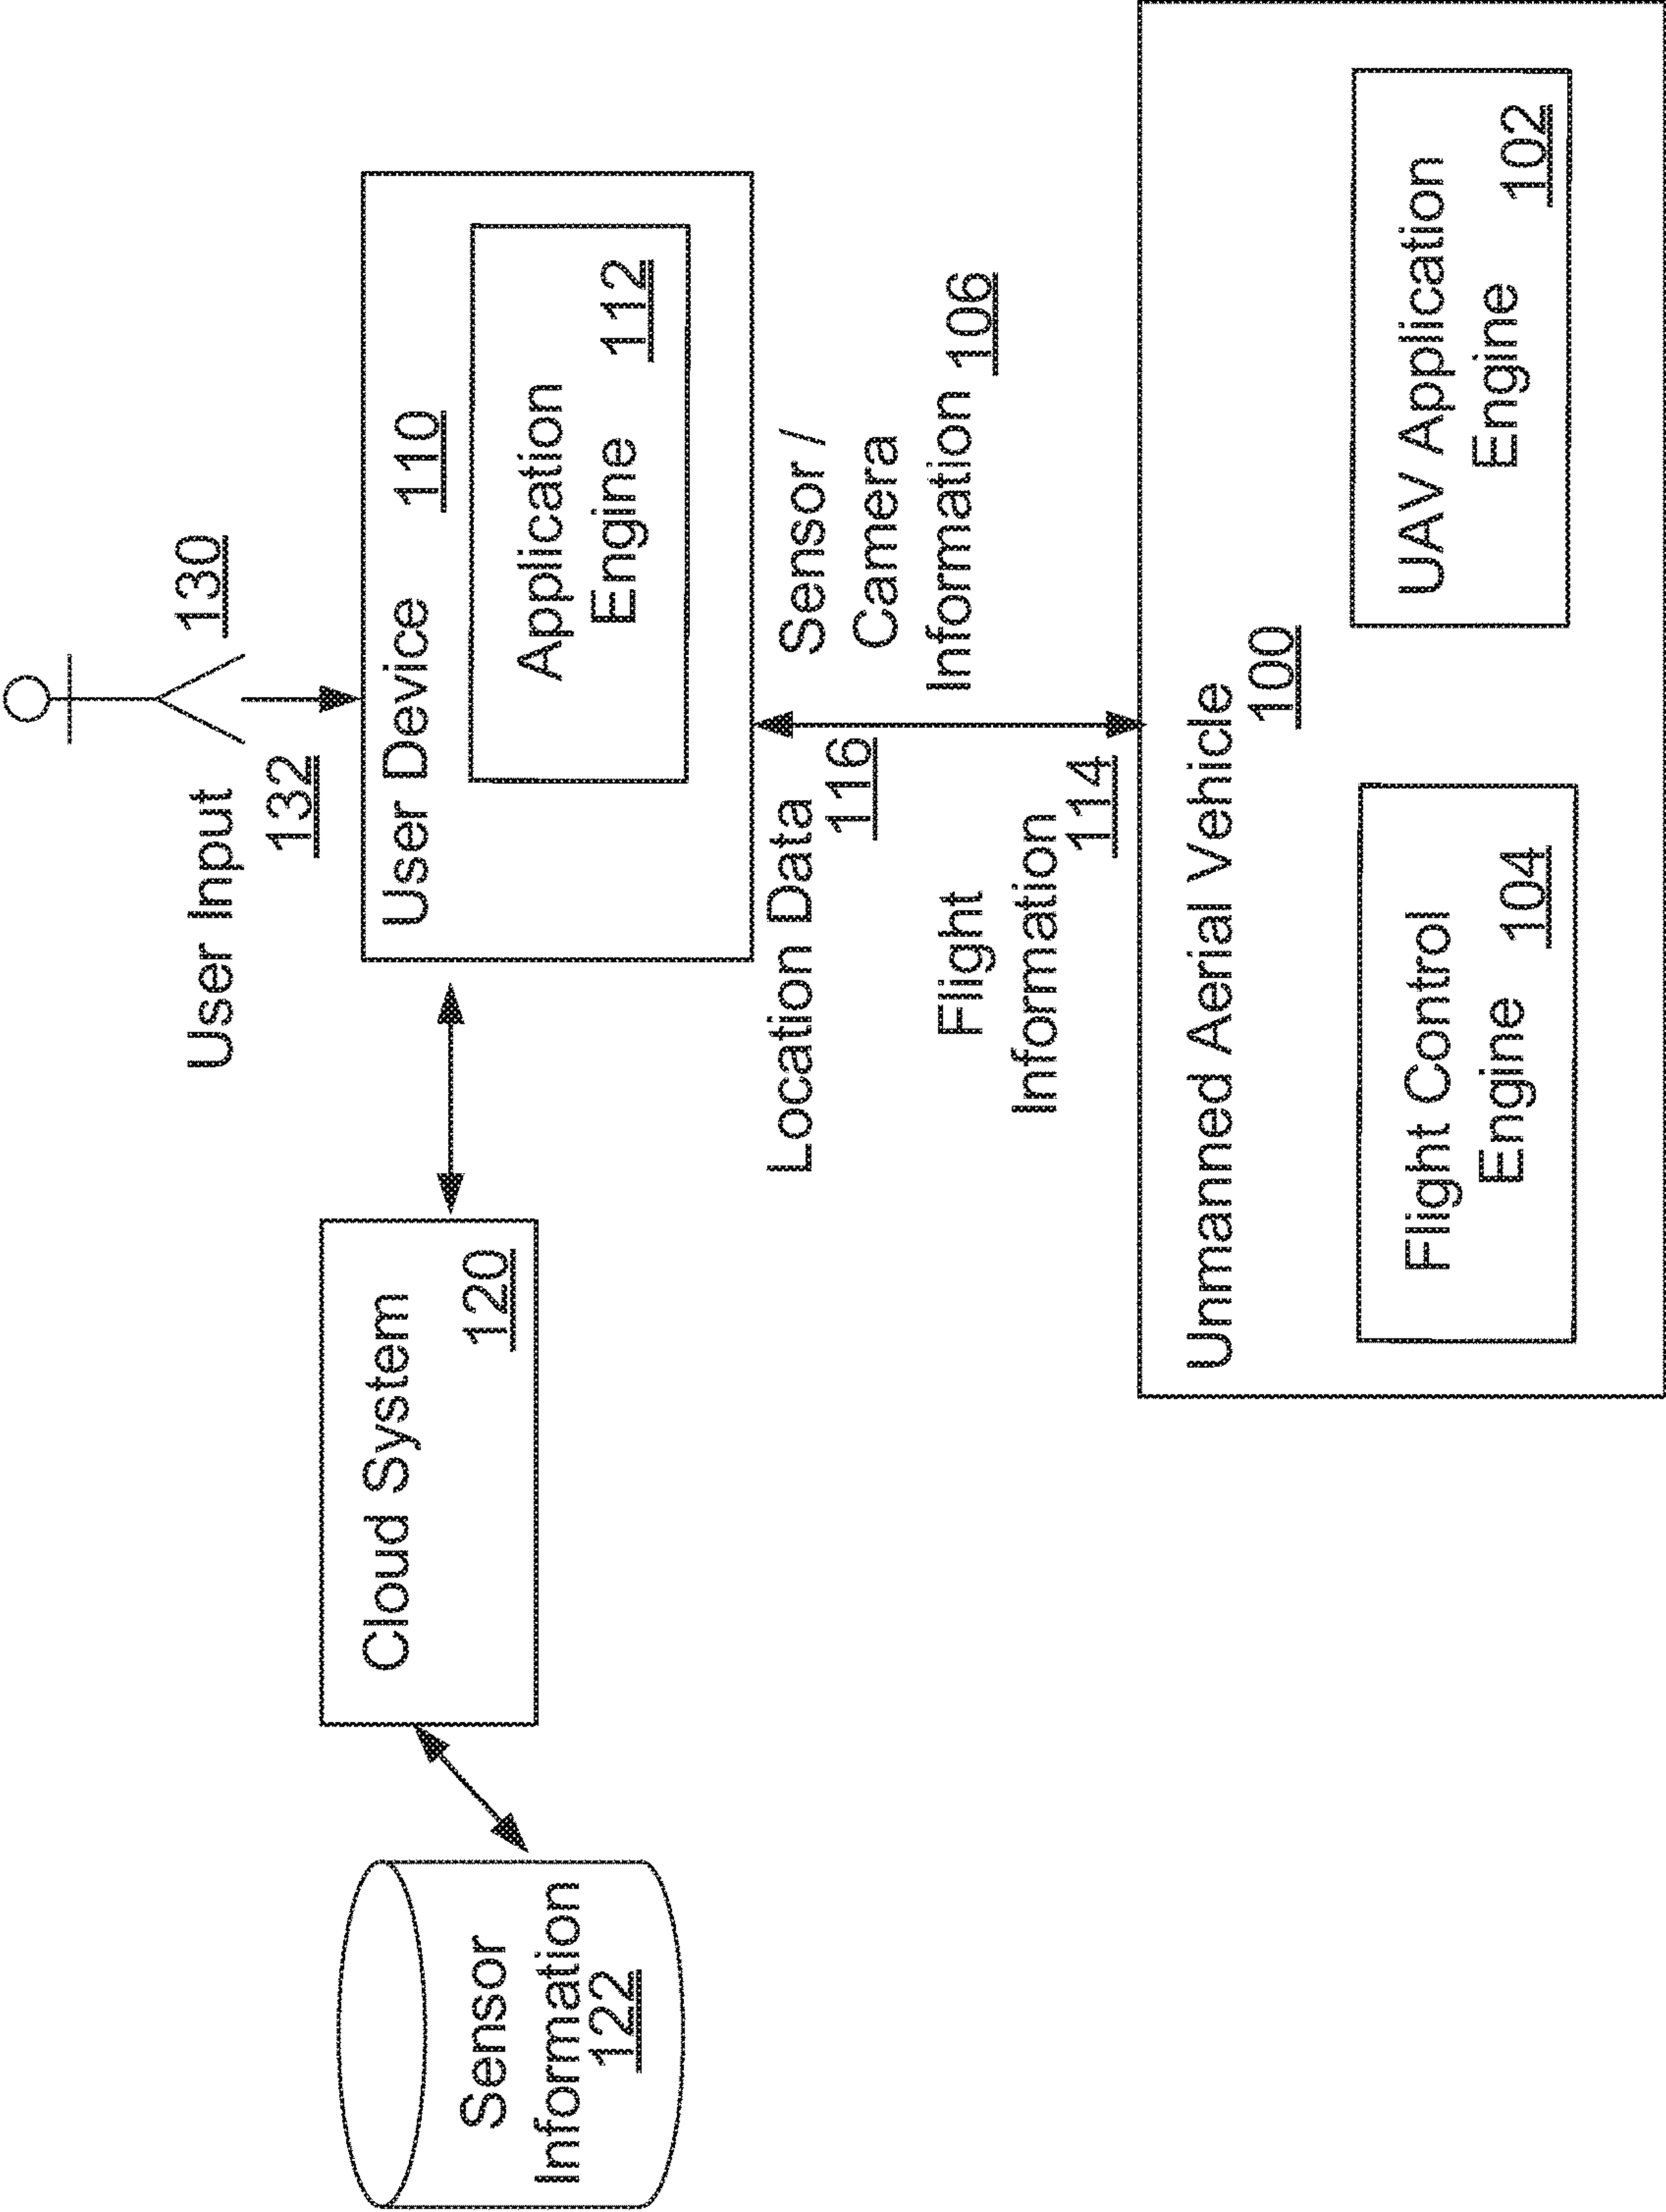 130
User Input
132
User Device 110
Application
Engine 112
Cloud System
120
Sensor
Information
122
Location Data
116
Flight
Information
114
Sensor /
Camera
Information 106
Unmanned Aerial Vehicle
100
Flight Control
Engine 104
UAV Application
Engine 102